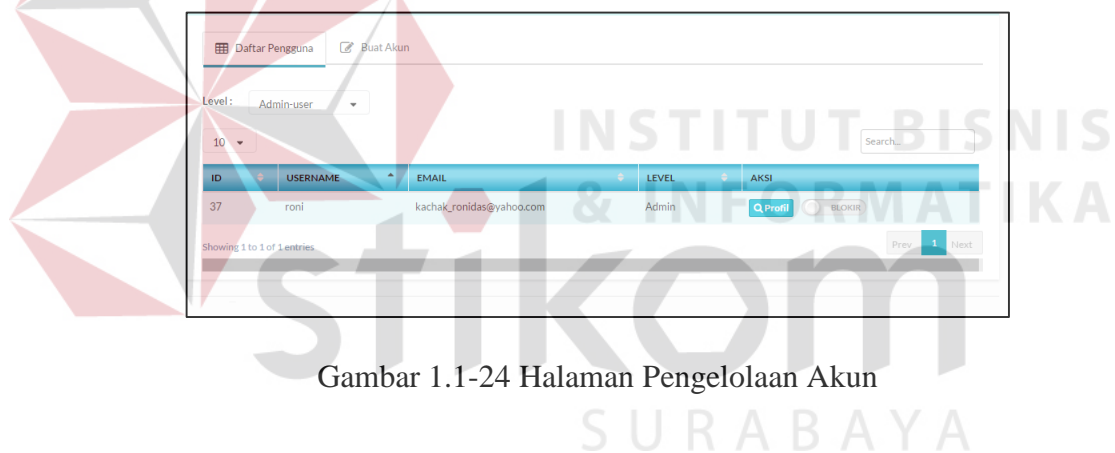 Daftar Pengguna Buat Akun
Level : Admin-user
10 Search...
ID USERNAME EMAIL LEVEL AKSI
37 roni kachak_ronidas@yahoo.com Admin Profil BLOKIR
Showing 1 to 1 of 1 entries Prev 1 Next
INSTITUT BISNIS
& INFORMATIKA
stikom
Gambar 1.1-24 Halaman Pengelolaan Akun
SURABAYA